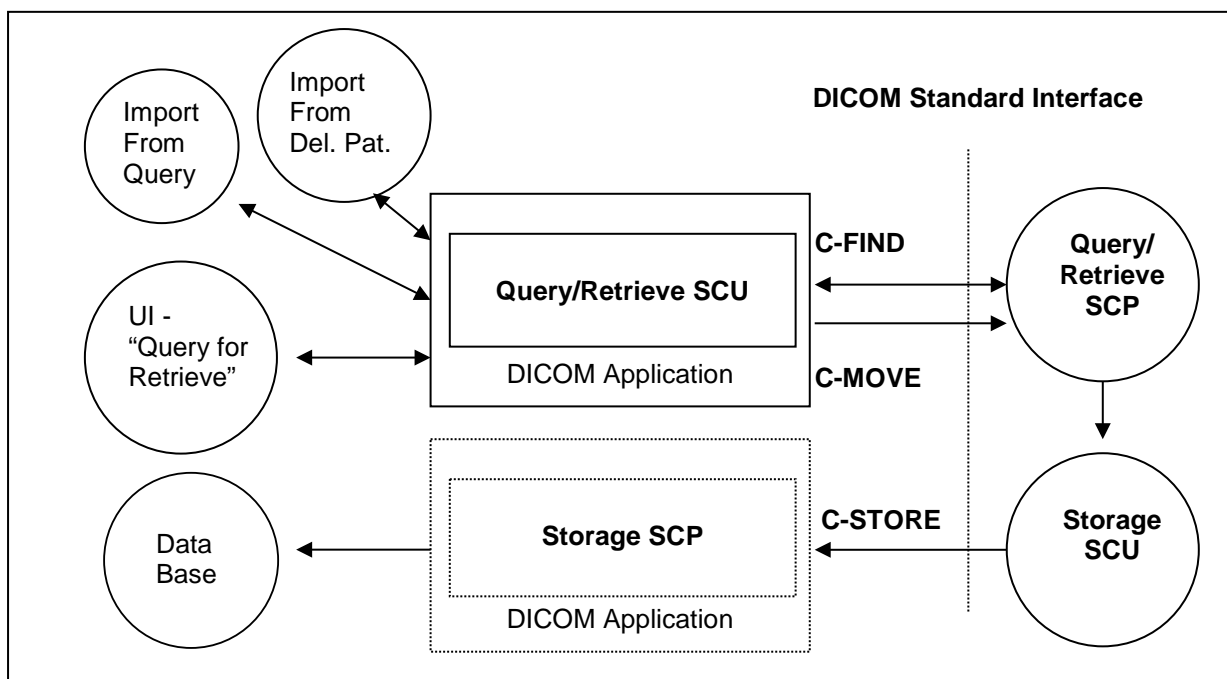 Import
From
Query
Import
From
Del. Pat.
DICOM Standard Interface
UI -
“Query for
Retrieve”
Query/Retrieve SCU
DICOM Application
C-FIND
C-MOVE
Query/
Retrieve
SCP
Data
Base
Storage SCP
DICOM Application
C-STORE
Storage
SCU